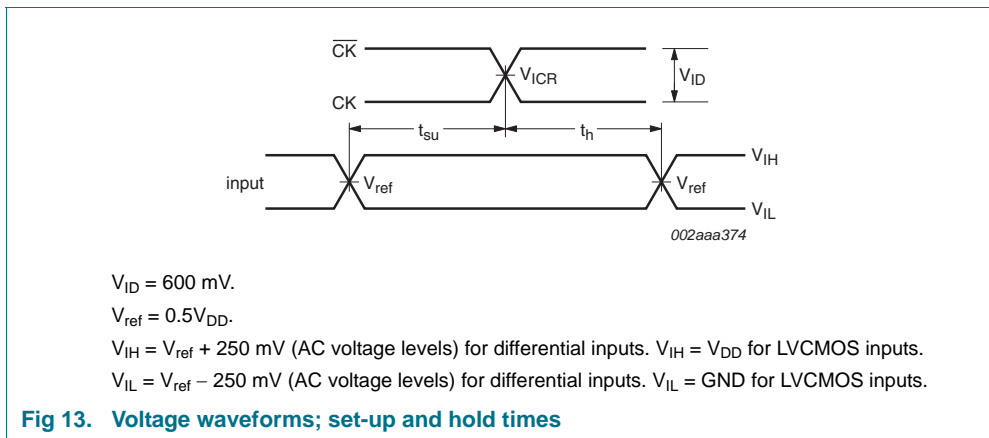 C̅K̅
V_ICR
V_ID
CK
t_su
t_h
V_IH
input
V_ref
V_ref
V_IL
002aaa374
V_ID = 600 mV.
V_ref = 0.5V_DD.
V_IH = V_ref + 250 mV (AC voltage levels) for differential inputs. V_IH = V_DD for LVCMOS inputs.
V_IL = V_ref − 250 mV (AC voltage levels) for differential inputs. V_IL = GND for LVCMOS inputs.
Fig 13. Voltage waveforms; set-up and hold times